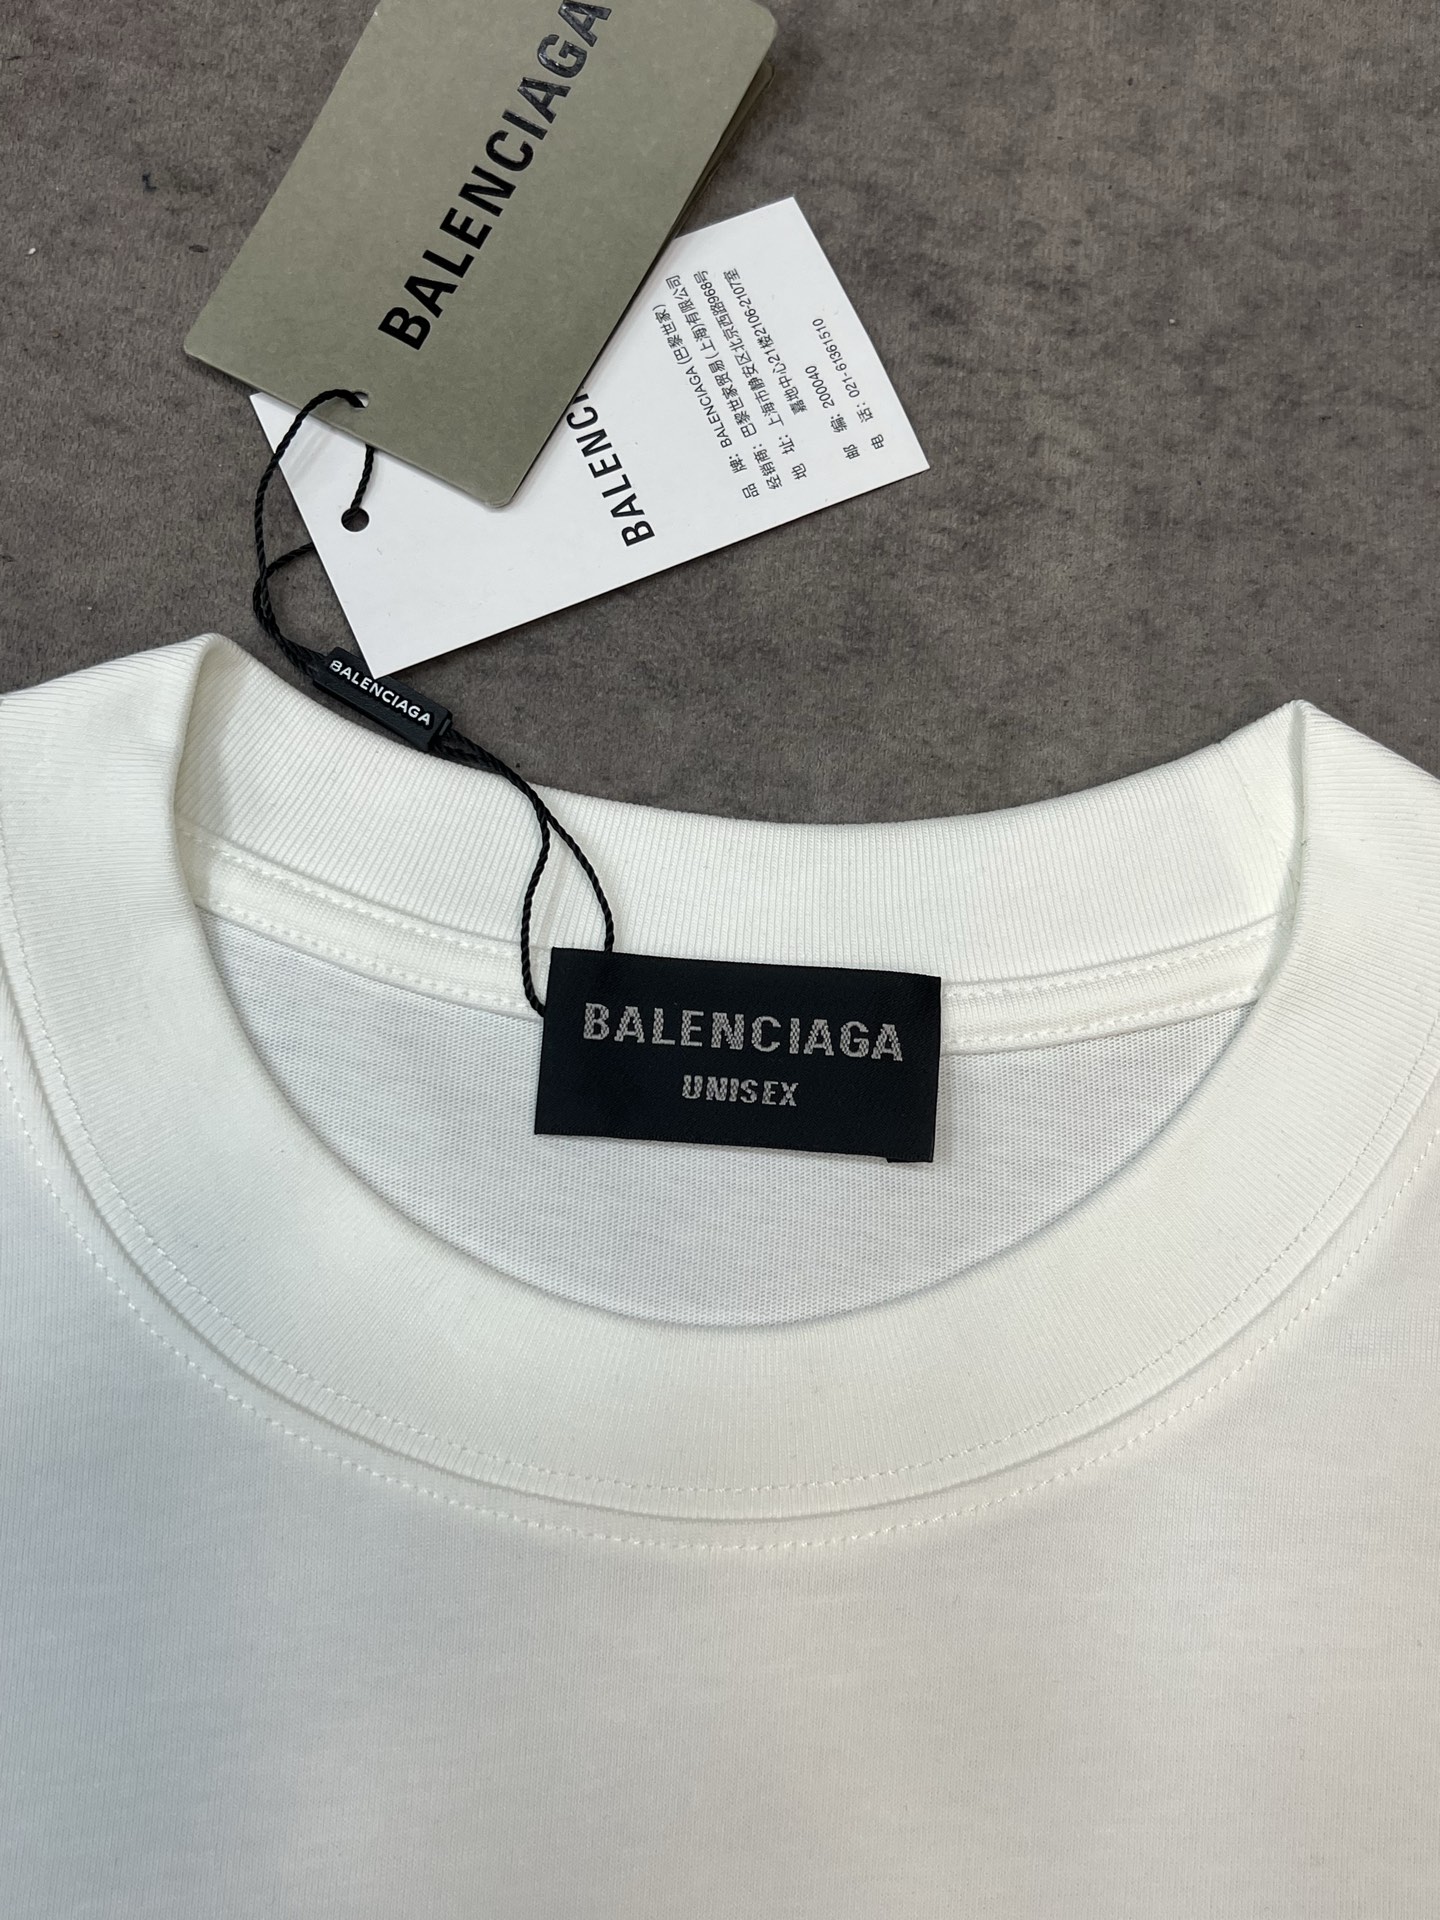 BALENCIAGA
BALENC
品 牌: BALENCIAGA (巴黎世家)
经销商: 巴黎世家贸易(上海)有限公司
地 址: 上海市静安区北京西路968号
嘉地中心21楼2106-2107室
邮 编: 200040
电 话: 021-61361510
BALENCIAGA
BALENCIAGA
UNISEX